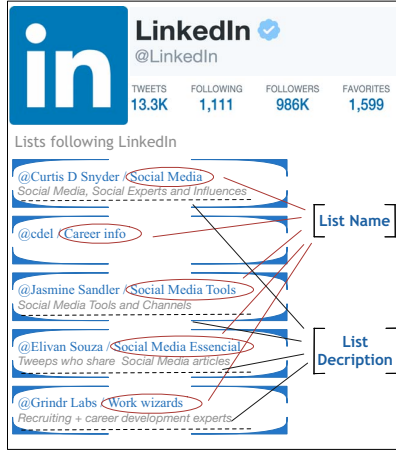 in
LinkedIn
@LinkedIn
TWEETS FOLLOWING FOLLOWERS FAVORITES
13.3K 1,111 986K 1,599
Lists following LinkedIn
@Curtis D Snyder / Social Media
Social Media, Social Experts and Influences
@cdel / Career info
@Jasmine Sandler / Social Media Tools
Social Media Tools and Channels
@Elivan Souza / Social Media Essencial
Tweeps who share Social Media articles
@Grindr Labs / Work wizards
Recruiting + career development experts
List Name
List
Decription